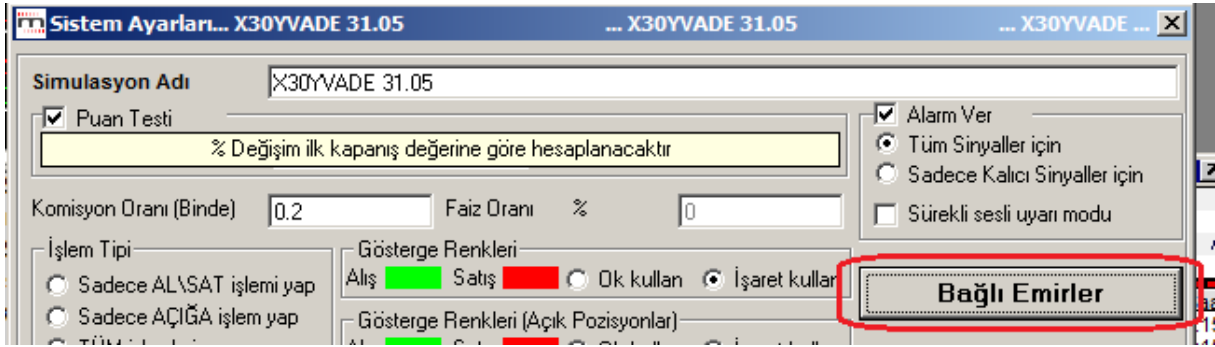 Sistem Ayarları... X30YVADE 31.05 ... X30YVADE 31.05 ... X30YVADE ...
Simulasyon Adı X30YVADE 31.05
Puan Testi
% Değişim ilk kapanış değerine göre hesaplanacaktır
Alarm Ver
Tüm Sinyaller için
Sadece Kalıcı Sinyaller için
Sürekli sesli uyarı modu
Komisyon Oranı (Binde) 0.2 Faiz Oranı % 0
İşlem Tipi
Sadece AL\SAT işlemi yap
Sadece AÇIĞA işlem yap
Gösterge Renkleri
Alış Satış Ok kullan İşaret kullan
Bağlı Emirler
Gösterge Renkleri (Açık Pozisyonlar)